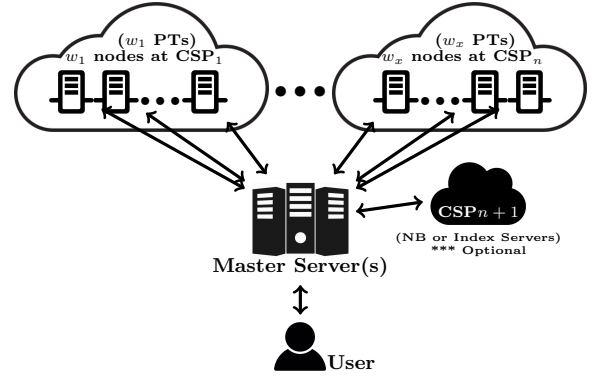 (w₁ PTs)
w₁ nodes at CSP₁
(wₓ PTs)
wₓ nodes at CSPₙ
CSPn + 1
(NB or Index Servers)
*** Optional
Master Server(s)
User